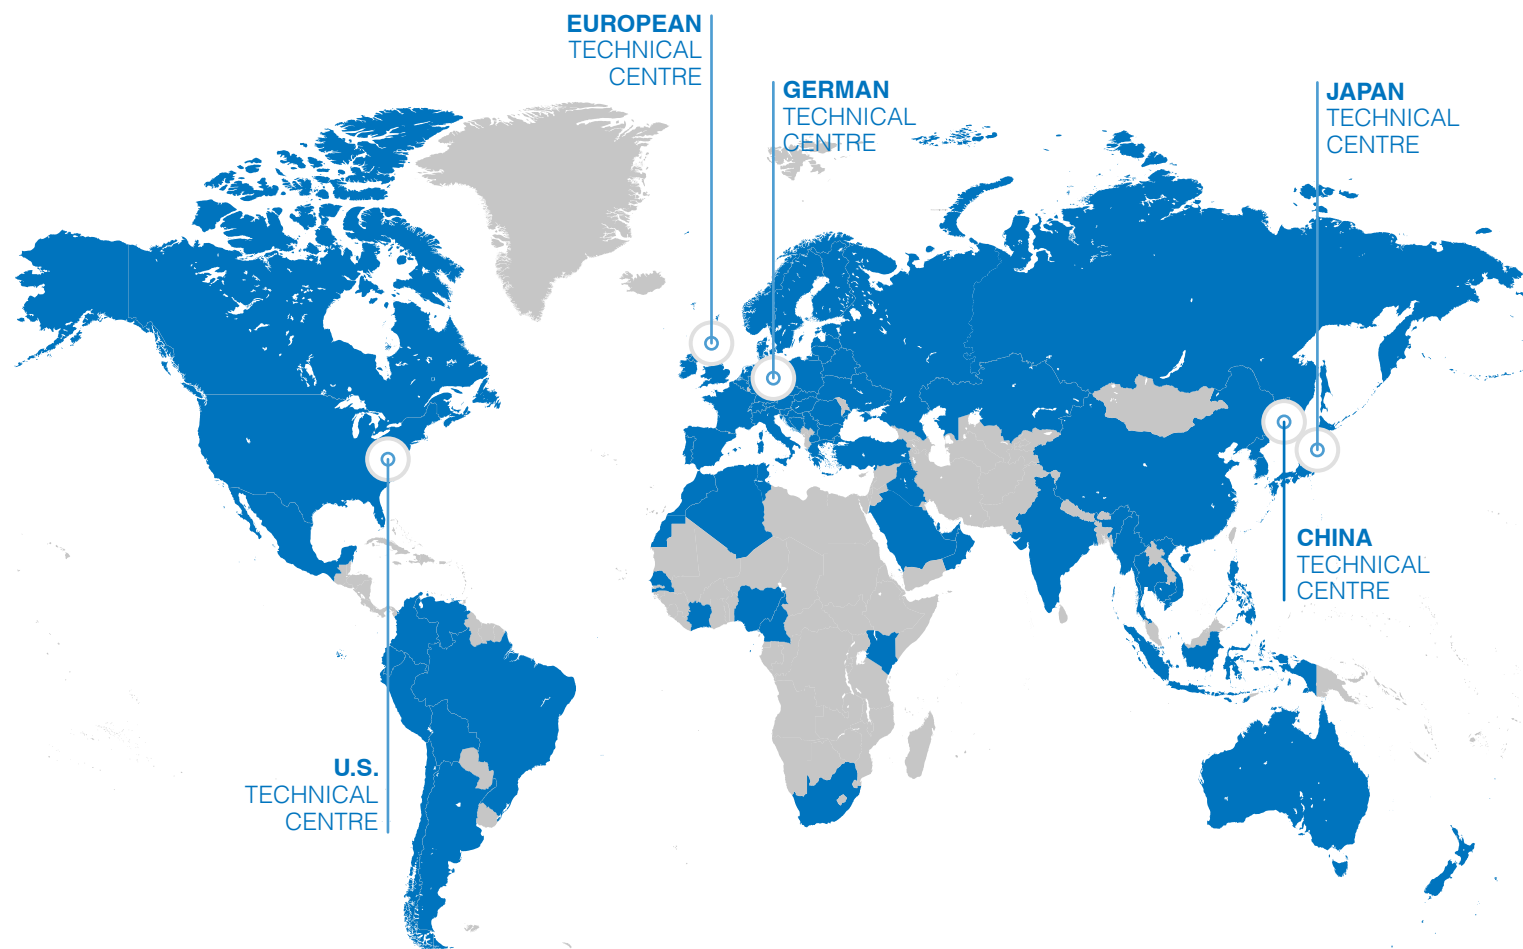 EUROPEAN
TECHNICAL
CENTRE
GERMAN
TECHNICAL
CENTRE
JAPAN
TECHNICAL
CENTRE
CHINA
TECHNICAL
CENTRE
U.S.
TECHNICAL
CENTRE